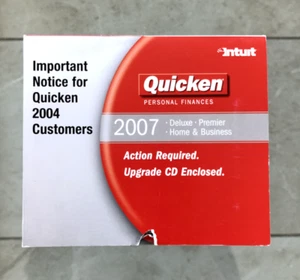 Intuit
Important
Notice for
Quicken
2004
Customers
Quicken
PERSONAL FINANCES
2007
· Deluxe · Premier
· Home & Business
Action Required.
Upgrade CD Enclosed.